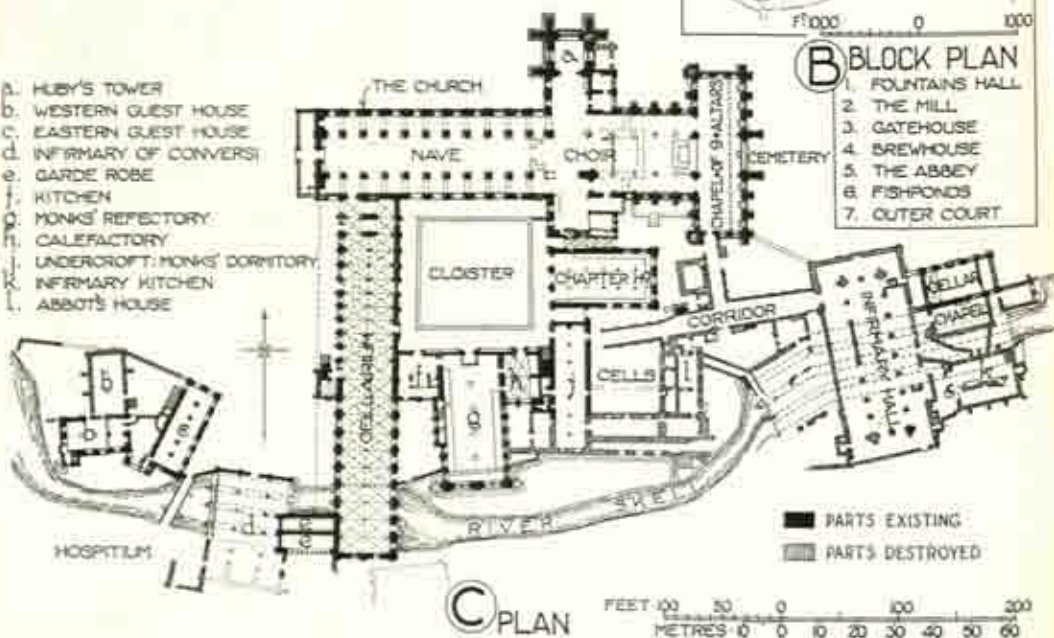 FT 1000 0 1000
B BLOCK PLAN
1. FOUNTAINS HALL
2. THE MILL
3. GATEHOUSE
4. BREWHOUSE
5. THE ABBEY
6. FISHPONDS
7. OUTER COURT
a. HUBY'S TOWER
b. WESTERN GUEST HOUSE
c. EASTERN GUEST HOUSE
d. INFIRMARY OF CONVERSI
e. GARDE ROBE
f. KITCHEN
g. MONKS' REFECTORY
h. CALEFACTORY
j. UNDERCROFT: MONKS' DORMITORY
k. INFIRMARY KITCHEN
l. ABBOT'S HOUSE
THE CHURCH
a
NAVE
CHOIR
CHAPEL OF 9 ALTARS
CEMETERY
CLOISTER
CHAPTER HO
CORRIDOR
CELLARIUM
CELLS
INFIRMARY HALL
CELLAR
CHAPEL
b
b
c
d
e
f
g
h
j
l
k
RIVER SKELL
HOSPITIUM
PARTS EXISTING
PARTS DESTROYED
C PLAN
FEET 100 50 0 100 200
METRES 10 0 10 20 30 40 50 60